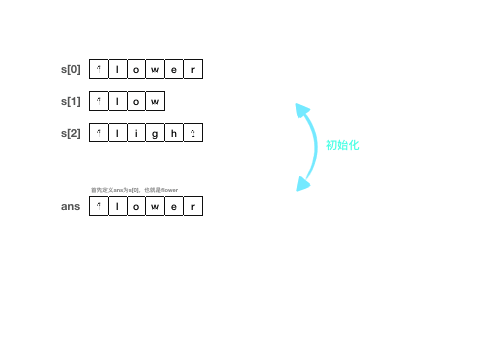 s[0] f l o w e r
s[1] f l o w
s[2] f l i g h t
初始化
首先定义ans为s[0]，也就是flower
ans f l o w e r